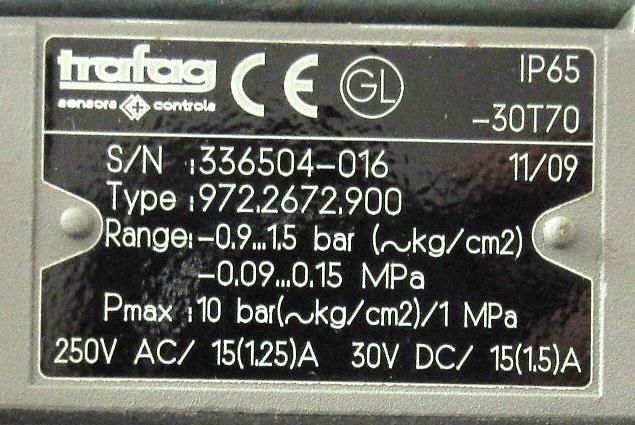 trafag CE GL IP65
sensors controls -30T70
S/N :336504-016 11/09
Type :972.2672.900
Range:-0.9...1.5 bar (~kg/cm2)
-0.09...0.15 MPa
Pmax :10 bar(~kg/cm2)/1 MPa
250V AC/ 15(1.25)A 30V DC/ 15(1.5)A